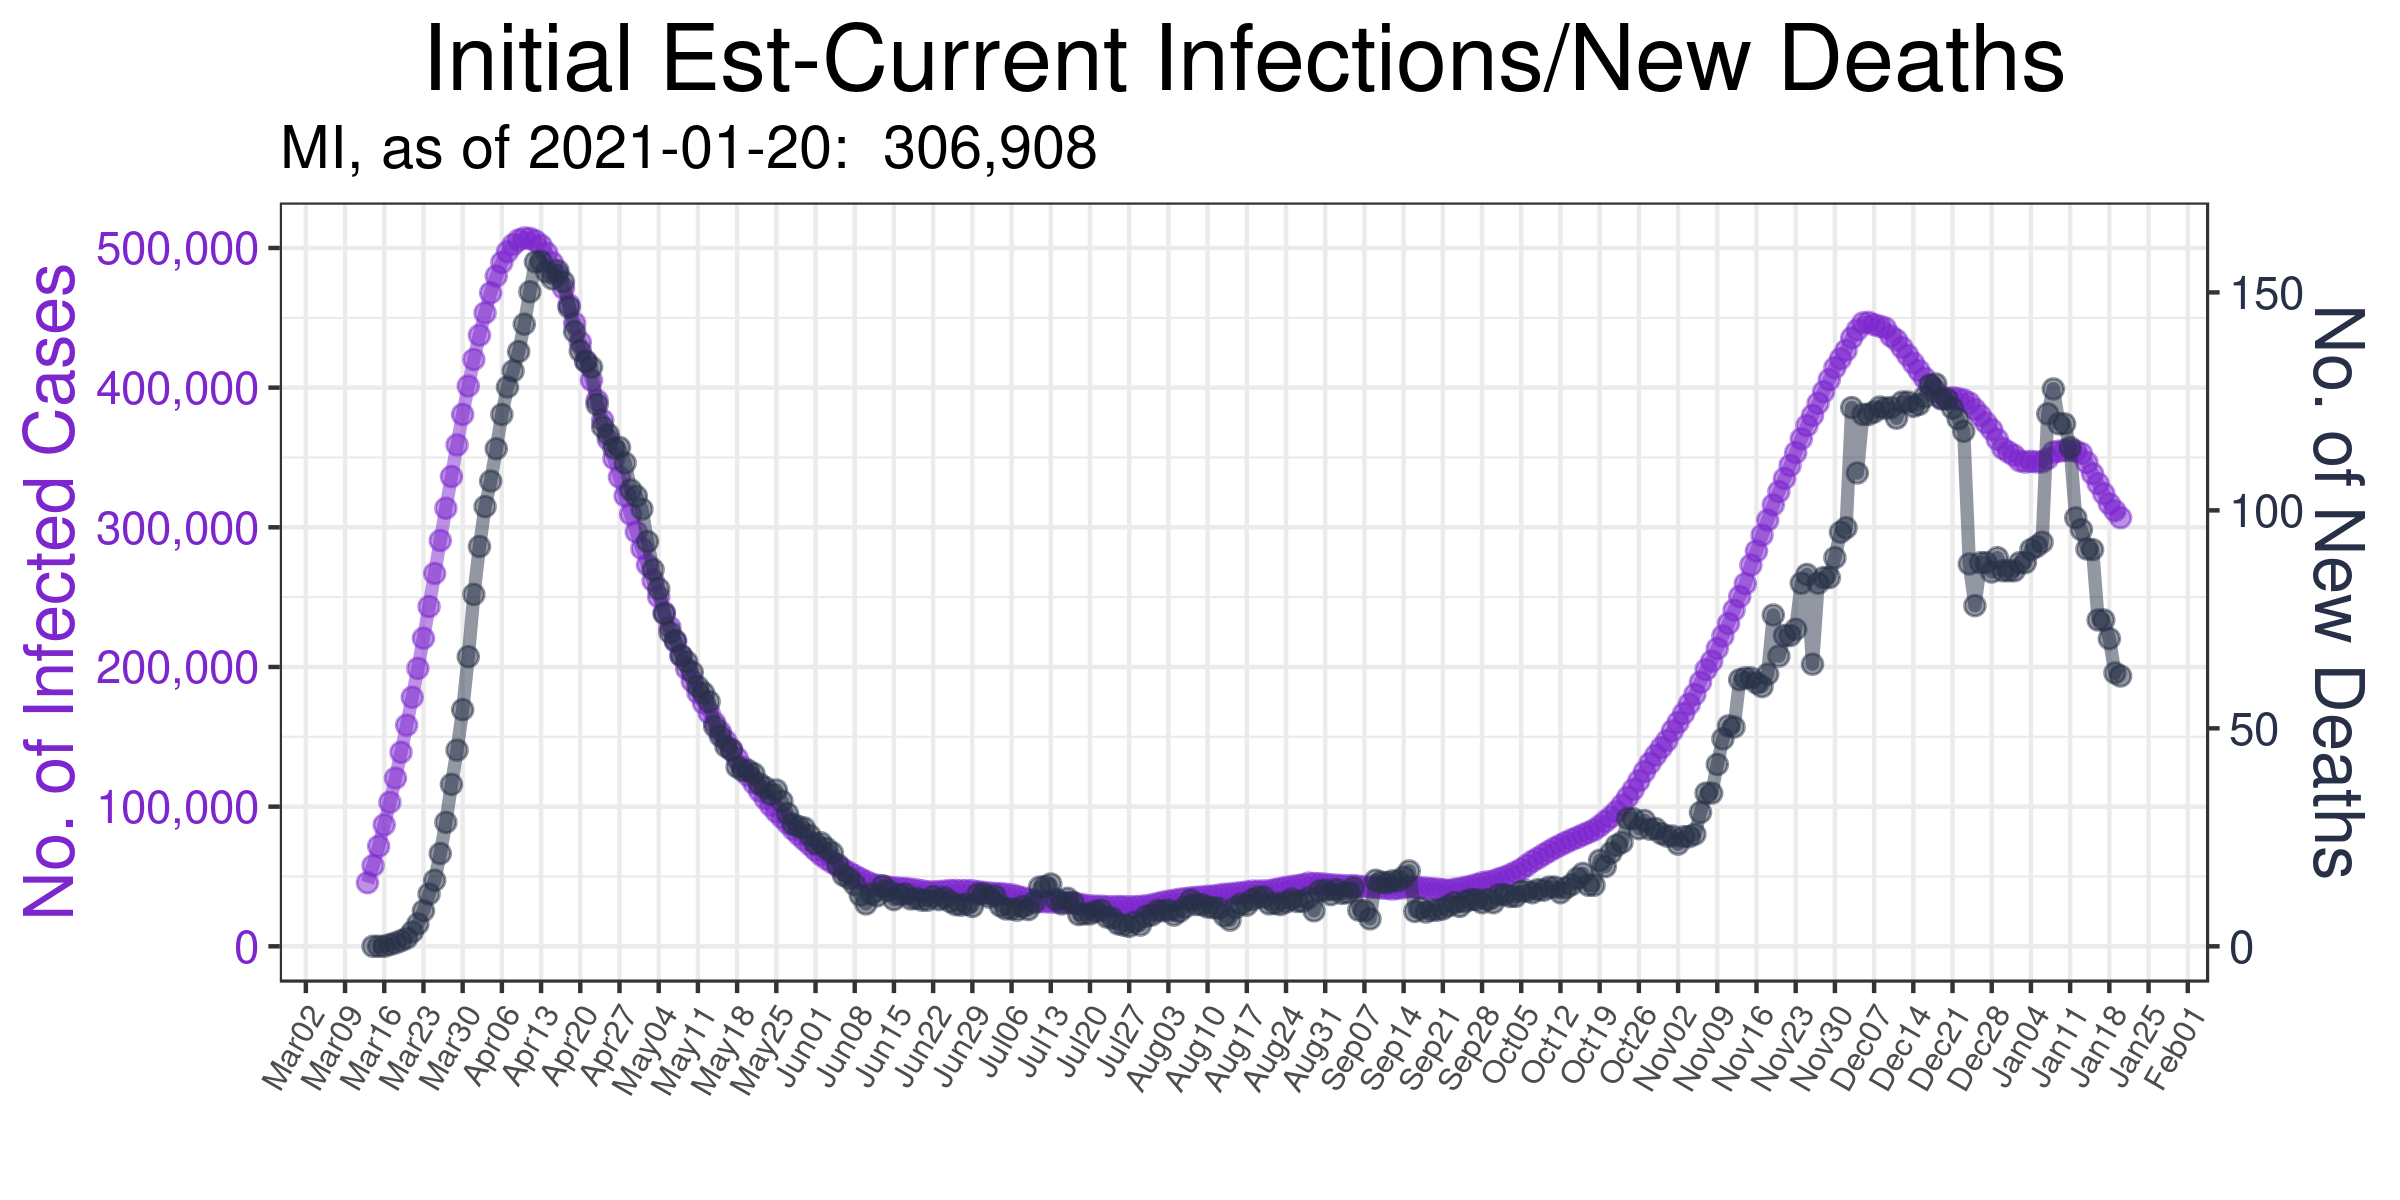 Initial Est-Current Infections/New Deaths
MI, as of 2021-01-20:  306,908
No. of Infected Cases
500,000
400,000
300,000
200,000
100,000
0
150
100
50
0
No. of New Deaths
Mar02
Mar09
Mar16
Mar23
Mar30
Apr06
Apr13
Apr20
Apr27
May04
May11
May18
May25
Jun01
Jun08
Jun15
Jun22
Jun29
Jul06
Jul13
Jul20
Jul27
Aug03
Aug10
Aug17
Aug24
Aug31
Sep07
Sep14
Sep21
Sep28
Oct05
Oct12
Oct19
Oct26
Nov02
Nov09
Nov16
Nov23
Nov30
Dec07
Dec14
Dec21
Dec28
Jan04
Jan11
Jan18
Jan25
Feb01